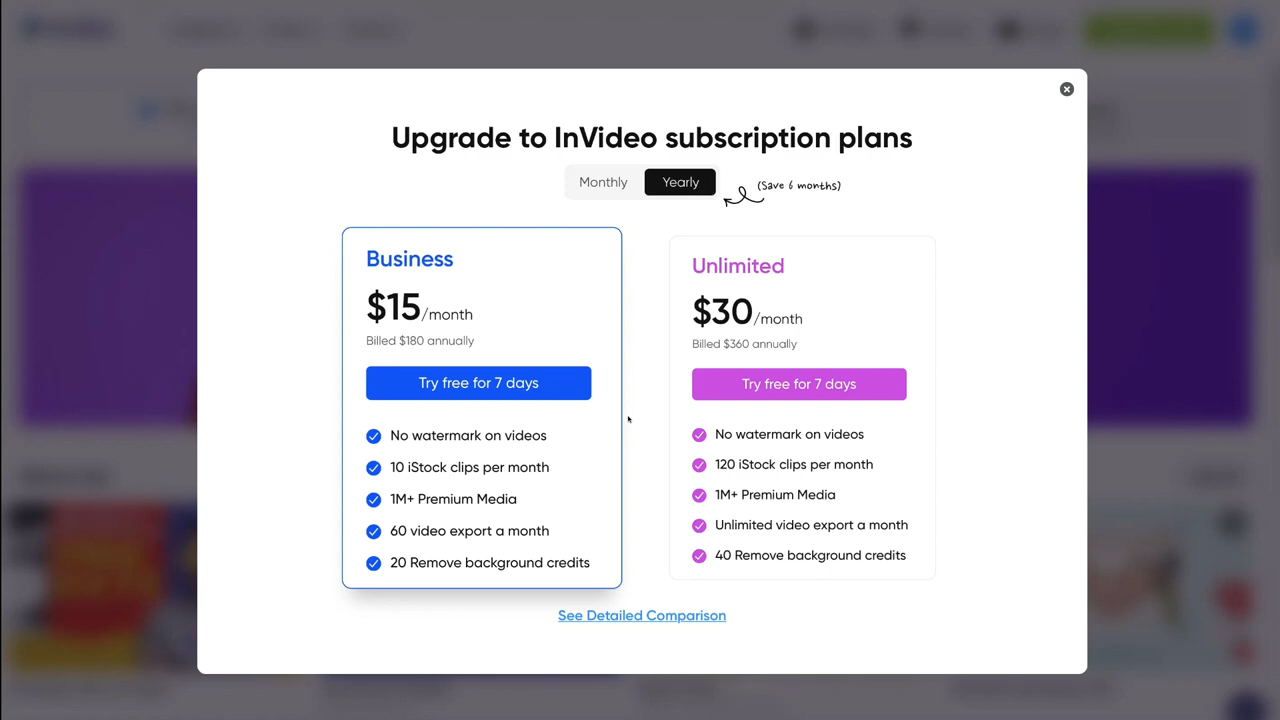 Upgrade to InVideo subscription plans
Monthly
Yearly
(Save 6 months)
Business
$15/month
Billed $180 annually
Try free for 7 days
No watermark on videos
10 iStock clips per month
1M+ Premium Media
60 video export a month
20 Remove background credits
Unlimited
$30/month
Billed $360 annually
Try free for 7 days
No watermark on videos
120 iStock clips per month
1M+ Premium Media
Unlimited video export a month
40 Remove background credits
See Detailed Comparison